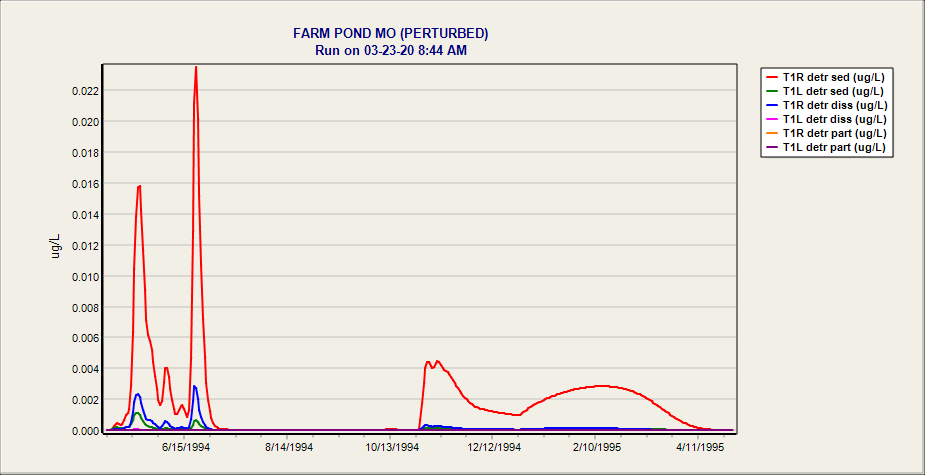 FARM POND MO (PERTURBED)
Run on 03-23-20 8:44 AM
T1R detr sed (ug/L)
T1L detr sed (ug/L)
T1R detr diss (ug/L)
T1L detr diss (ug/L)
T1R detr part (ug/L)
T1L detr part (ug/L)
ug/L
0.022
0.020
0.018
0.016
0.014
0.012
0.010
0.008
0.006
0.004
0.002
0.000
6/15/1994 8/14/1994 10/13/1994 12/12/1994 2/10/1995 4/11/1995